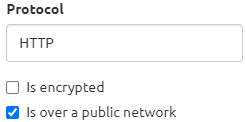 Protocol
HTTP
Is encrypted
Is over a public network